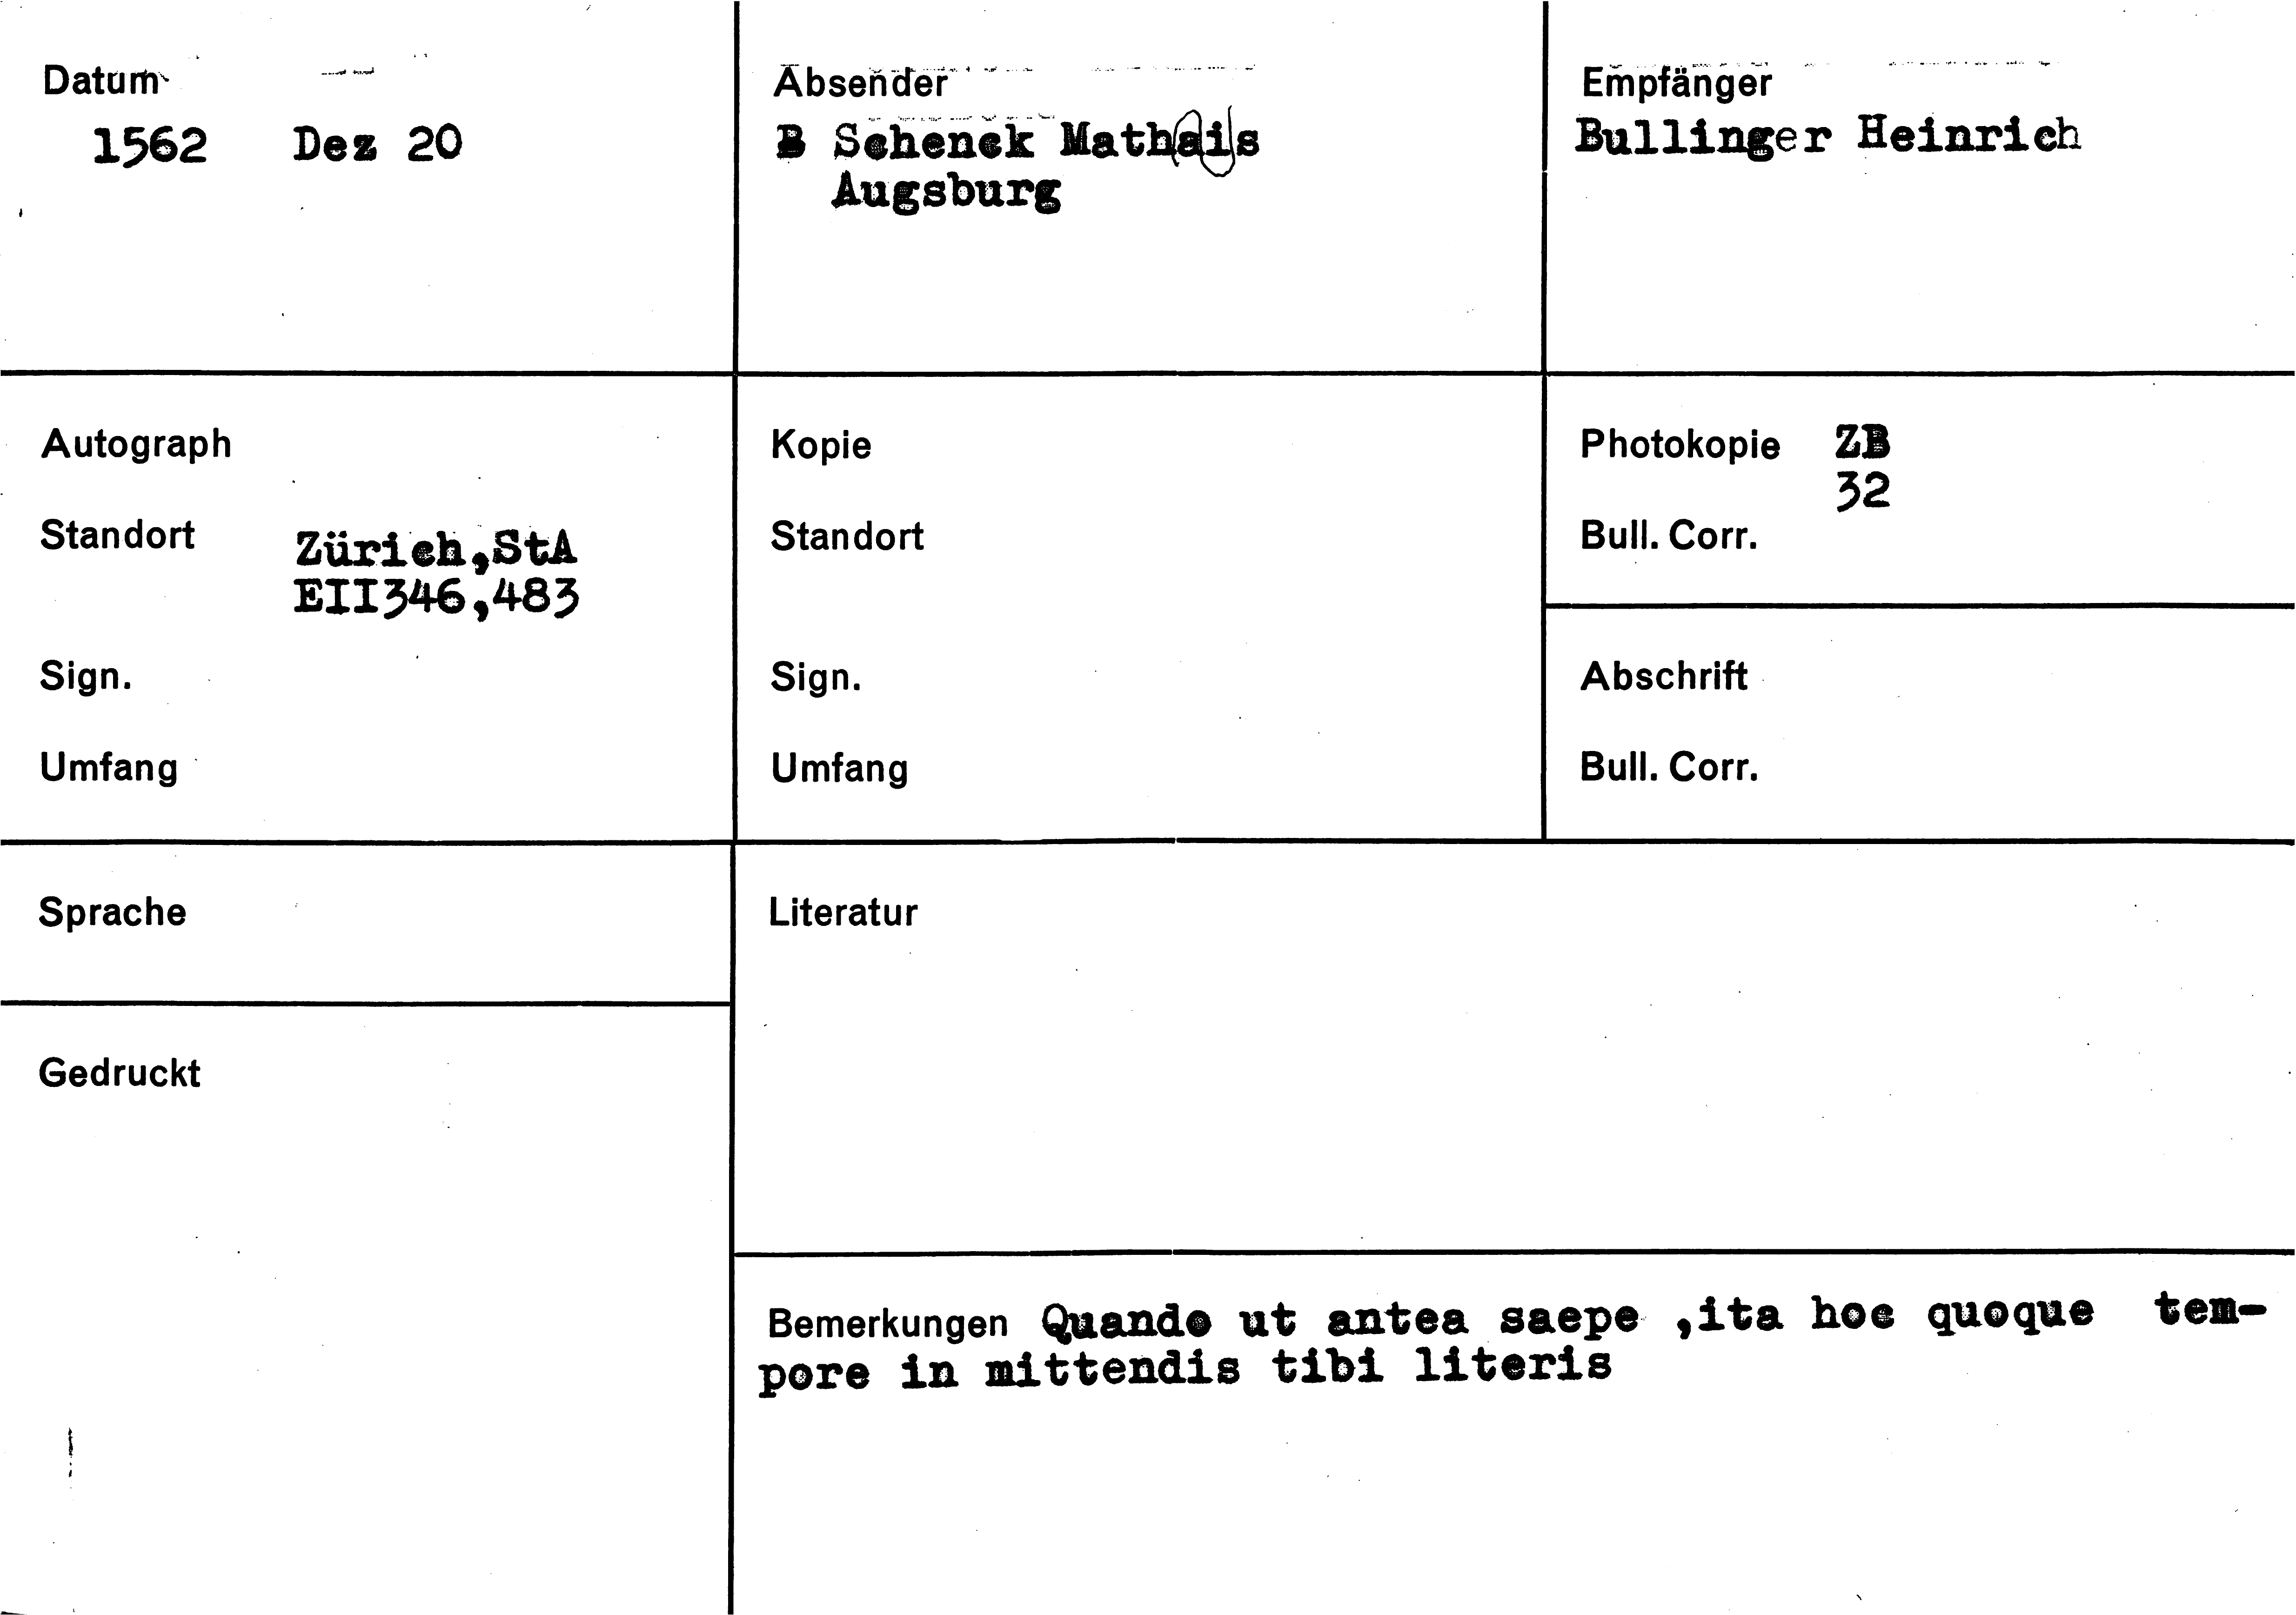 Datum
1562 Dez 20
Absender
B Schenck Mathais
Augsburg
Empfänger
Bullinger Heinrich
Autograph
Standort Zürich,StA
EII346,483
Sign.
Umfang
Kopie
Standort
Sign.
Umfang
Photokopie ZB
32
Bull. Corr.
Abschrift
Bull. Corr.
Sprache
Gedruckt
Literatur
Bemerkungen Quando ut antea saepe ,ita hoc quoque tem-
pore in mittendis tibi literis